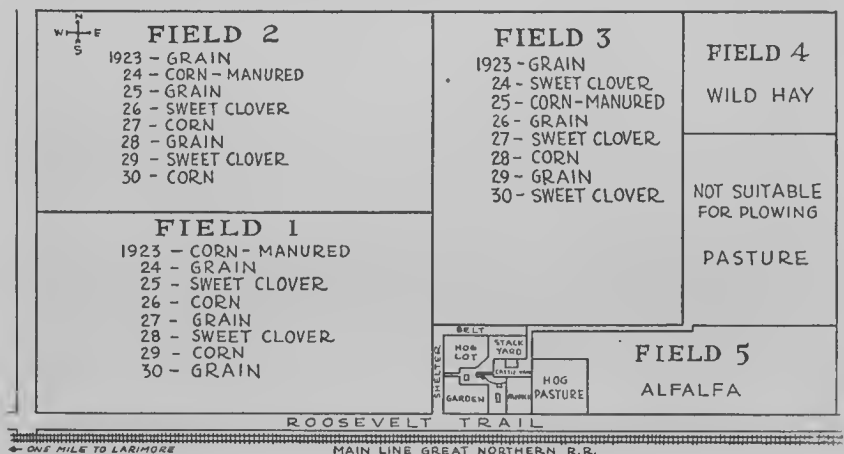 N
W E
S
FIELD 2
1923 - GRAIN
24 - CORN-MANURED
25 - GRAIN
26 - SWEET CLOVER
27 - CORN
28 - GRAIN
29 - SWEET CLOVER
30 - CORN
FIELD 3
1923 - GRAIN
24 - SWEET CLOVER
25 - CORN-MANURED
26 - GRAIN
27 - SWEET CLOVER
28 - CORN
29 - GRAIN
30 - SWEET CLOVER
FIELD 4
WILD HAY
NOT SUITABLE
FOR PLOWING
PASTURE
FIELD 1
1923 - CORN-MANURED
24 - GRAIN
25 - SWEET CLOVER
26 - CORN
27 - GRAIN
28 - SWEET CLOVER
29 - CORN
30 - GRAIN
SHELTER
BELT
HOG
LOT
STACK
YARD
GARDEN
HOG
PASTURE
FIELD 5
ALFALFA
ROOSEVELT TRAIL
← ONE MILE TO LARIMORE
MAIN LINE GREAT NORTHERN R.R.